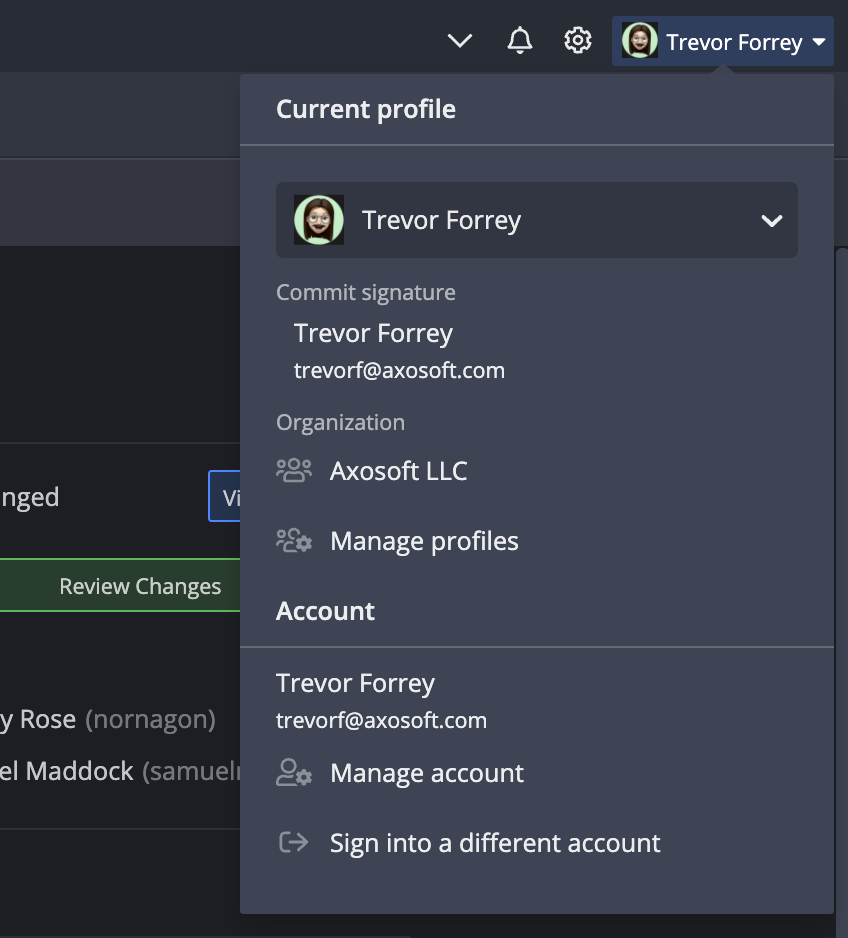 Trevor Forrey
Current profile
Trevor Forrey
Commit signature
Trevor Forrey
trevorf@axosoft.com
Organization
Axosoft LLC
Manage profiles
Account
Trevor Forrey
trevorf@axosoft.com
Manage account
Sign into a different account
nged
Vi
Review Changes
y Rose (nornagon)
el Maddock (samuel